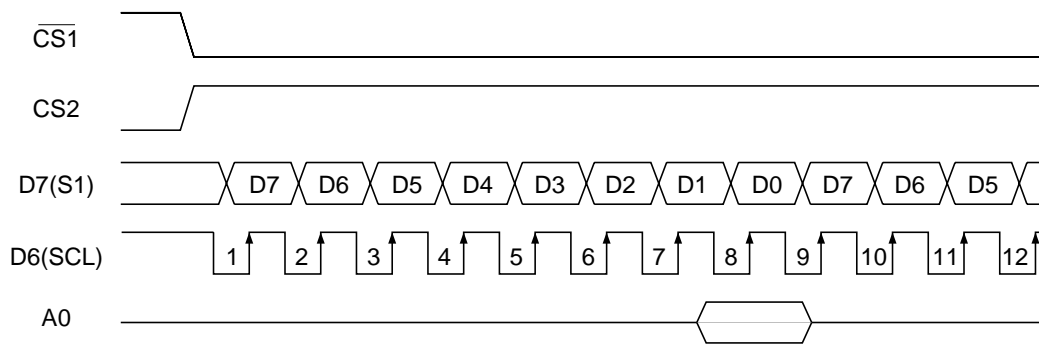 CS1
CS2
D7(S1) D7 D6 D5 D4 D3 D2 D1 D0 D7 D6 D5
D6(SCL) 1 2 3 4 5 6 7 8 9 10 11 12
A0